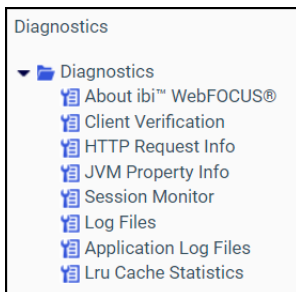 Diagnostics
Diagnostics
About ibi™ WebFOCUS®
Client Verification
HTTP Request Info
JVM Property Info
Session Monitor
Log Files
Application Log Files
Lru Cache Statistics